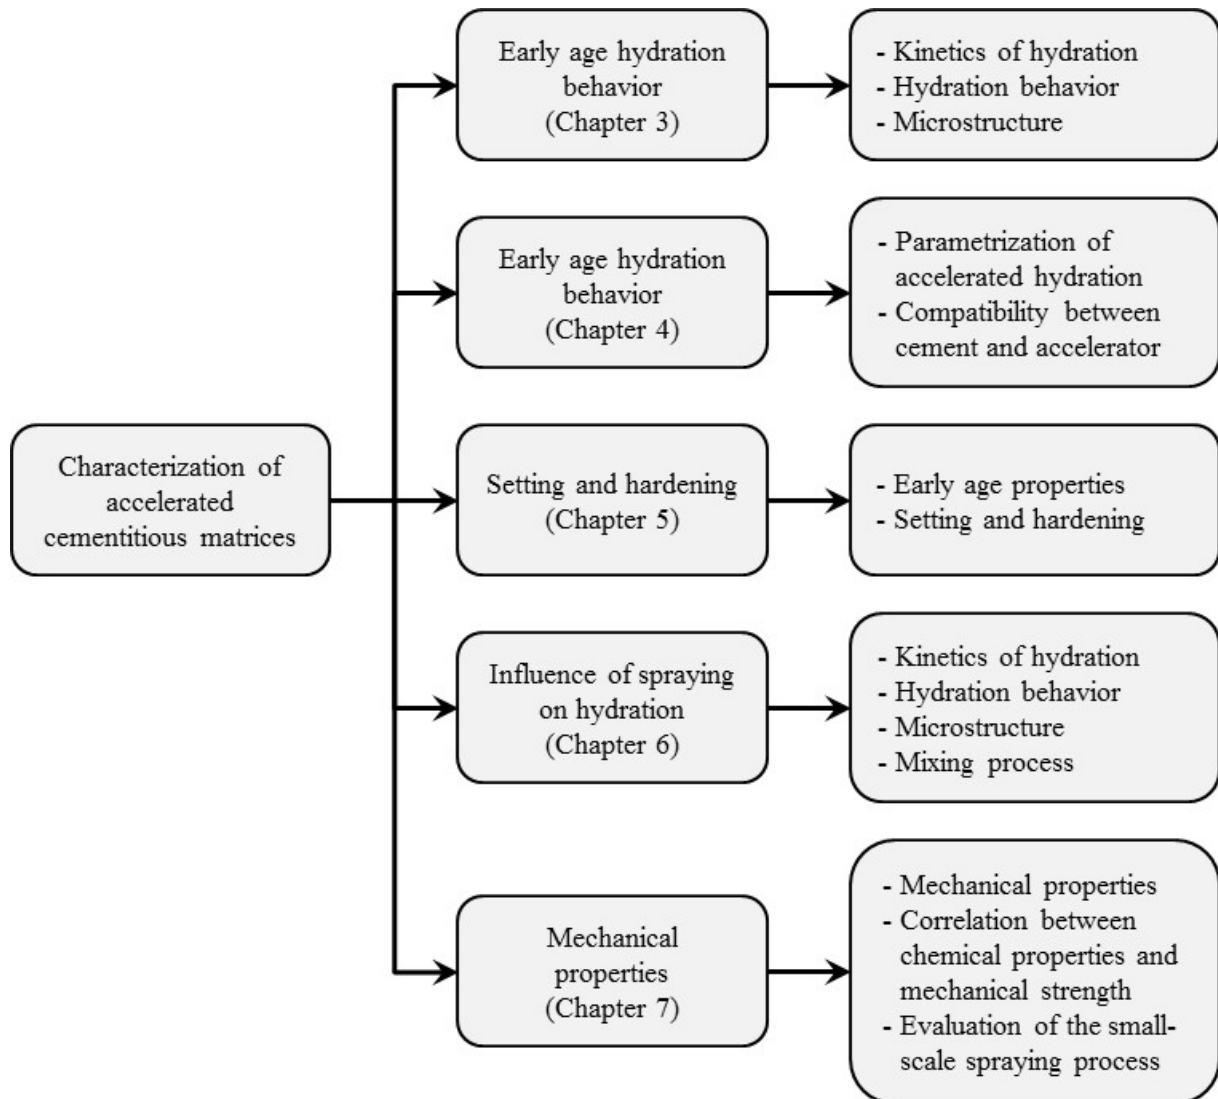 Characterization of
accelerated
cementitious matrices
Early age hydration
behavior
(Chapter 3)
- Kinetics of hydration
- Hydration behavior
- Microstructure
Early age hydration
behavior
(Chapter 4)
- Parametrization of
accelerated hydration
- Compatibility between
cement and accelerator
Setting and hardening
(Chapter 5)
- Early age properties
- Setting and hardening
Influence of spraying
on hydration
(Chapter 6)
- Kinetics of hydration
- Hydration behavior
- Microstructure
- Mixing process
Mechanical
properties
(Chapter 7)
- Mechanical properties
- Correlation between
chemical properties and
mechanical strength
- Evaluation of the small-
scale spraying process